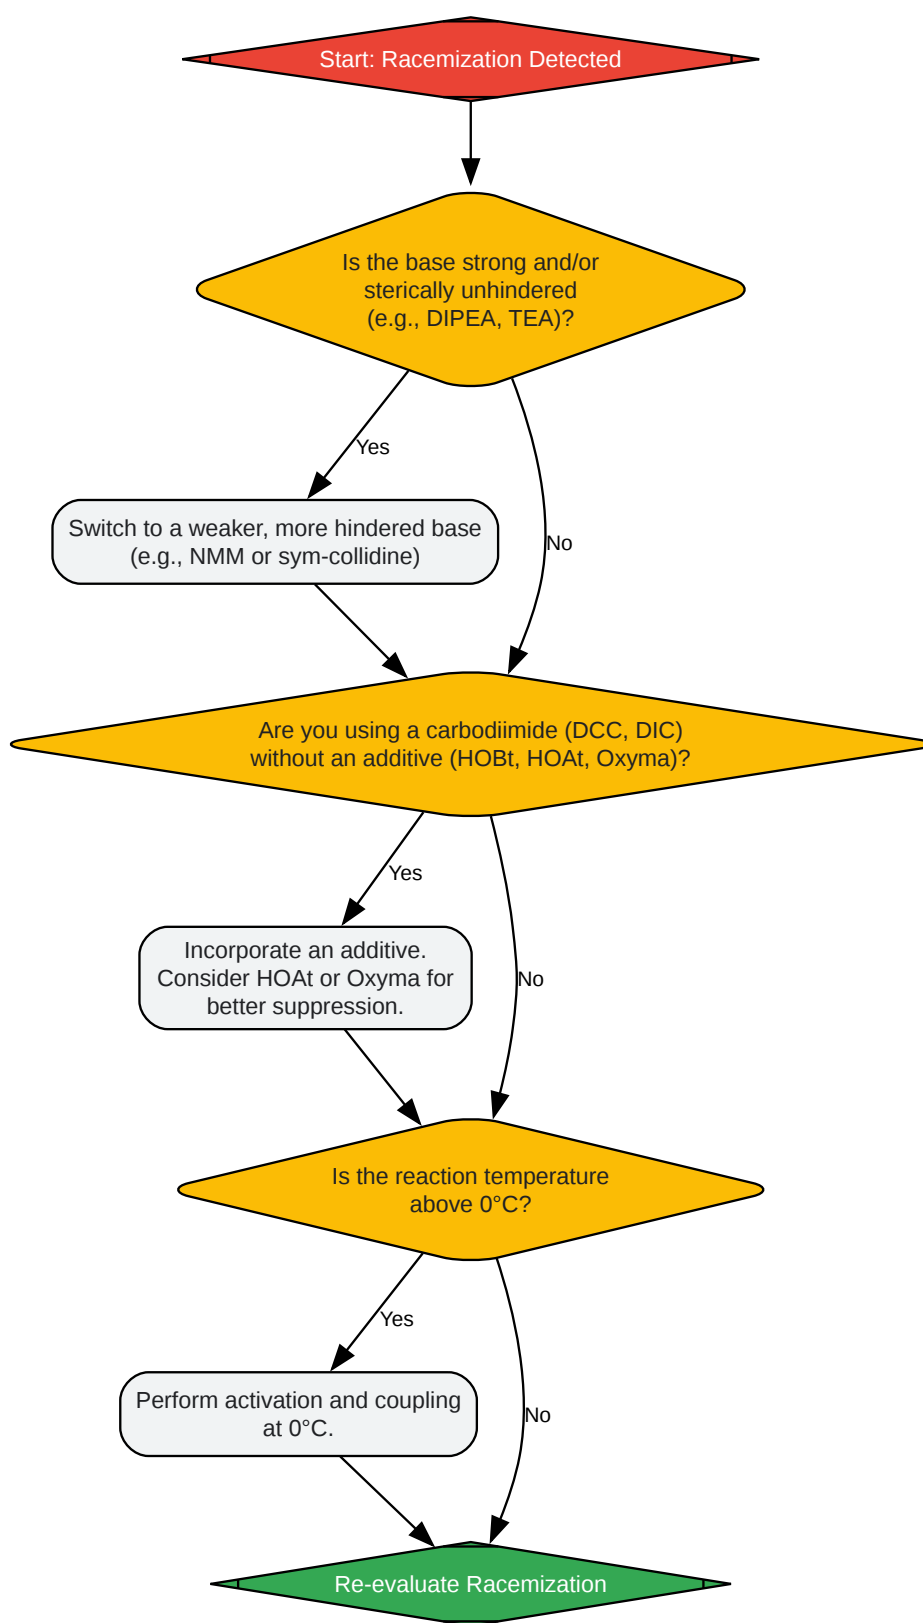 Start: Racemization Detected
Is the base strong and/or
sterically unhindered
(e.g., DIPEA, TEA)?
Yes
Switch to a weaker, more hindered base
(e.g., NMM or sym-collidine)
No
Are you using a carbodiimide (DCC, DIC)
without an additive (HOBt, HOAt, Oxyma)?
Yes
Incorporate an additive.
Consider HOAt or Oxyma for
better suppression.
No
Is the reaction temperature
above 0°C?
Yes
Perform activation and coupling
at 0°C.
No
Re-evaluate Racemization